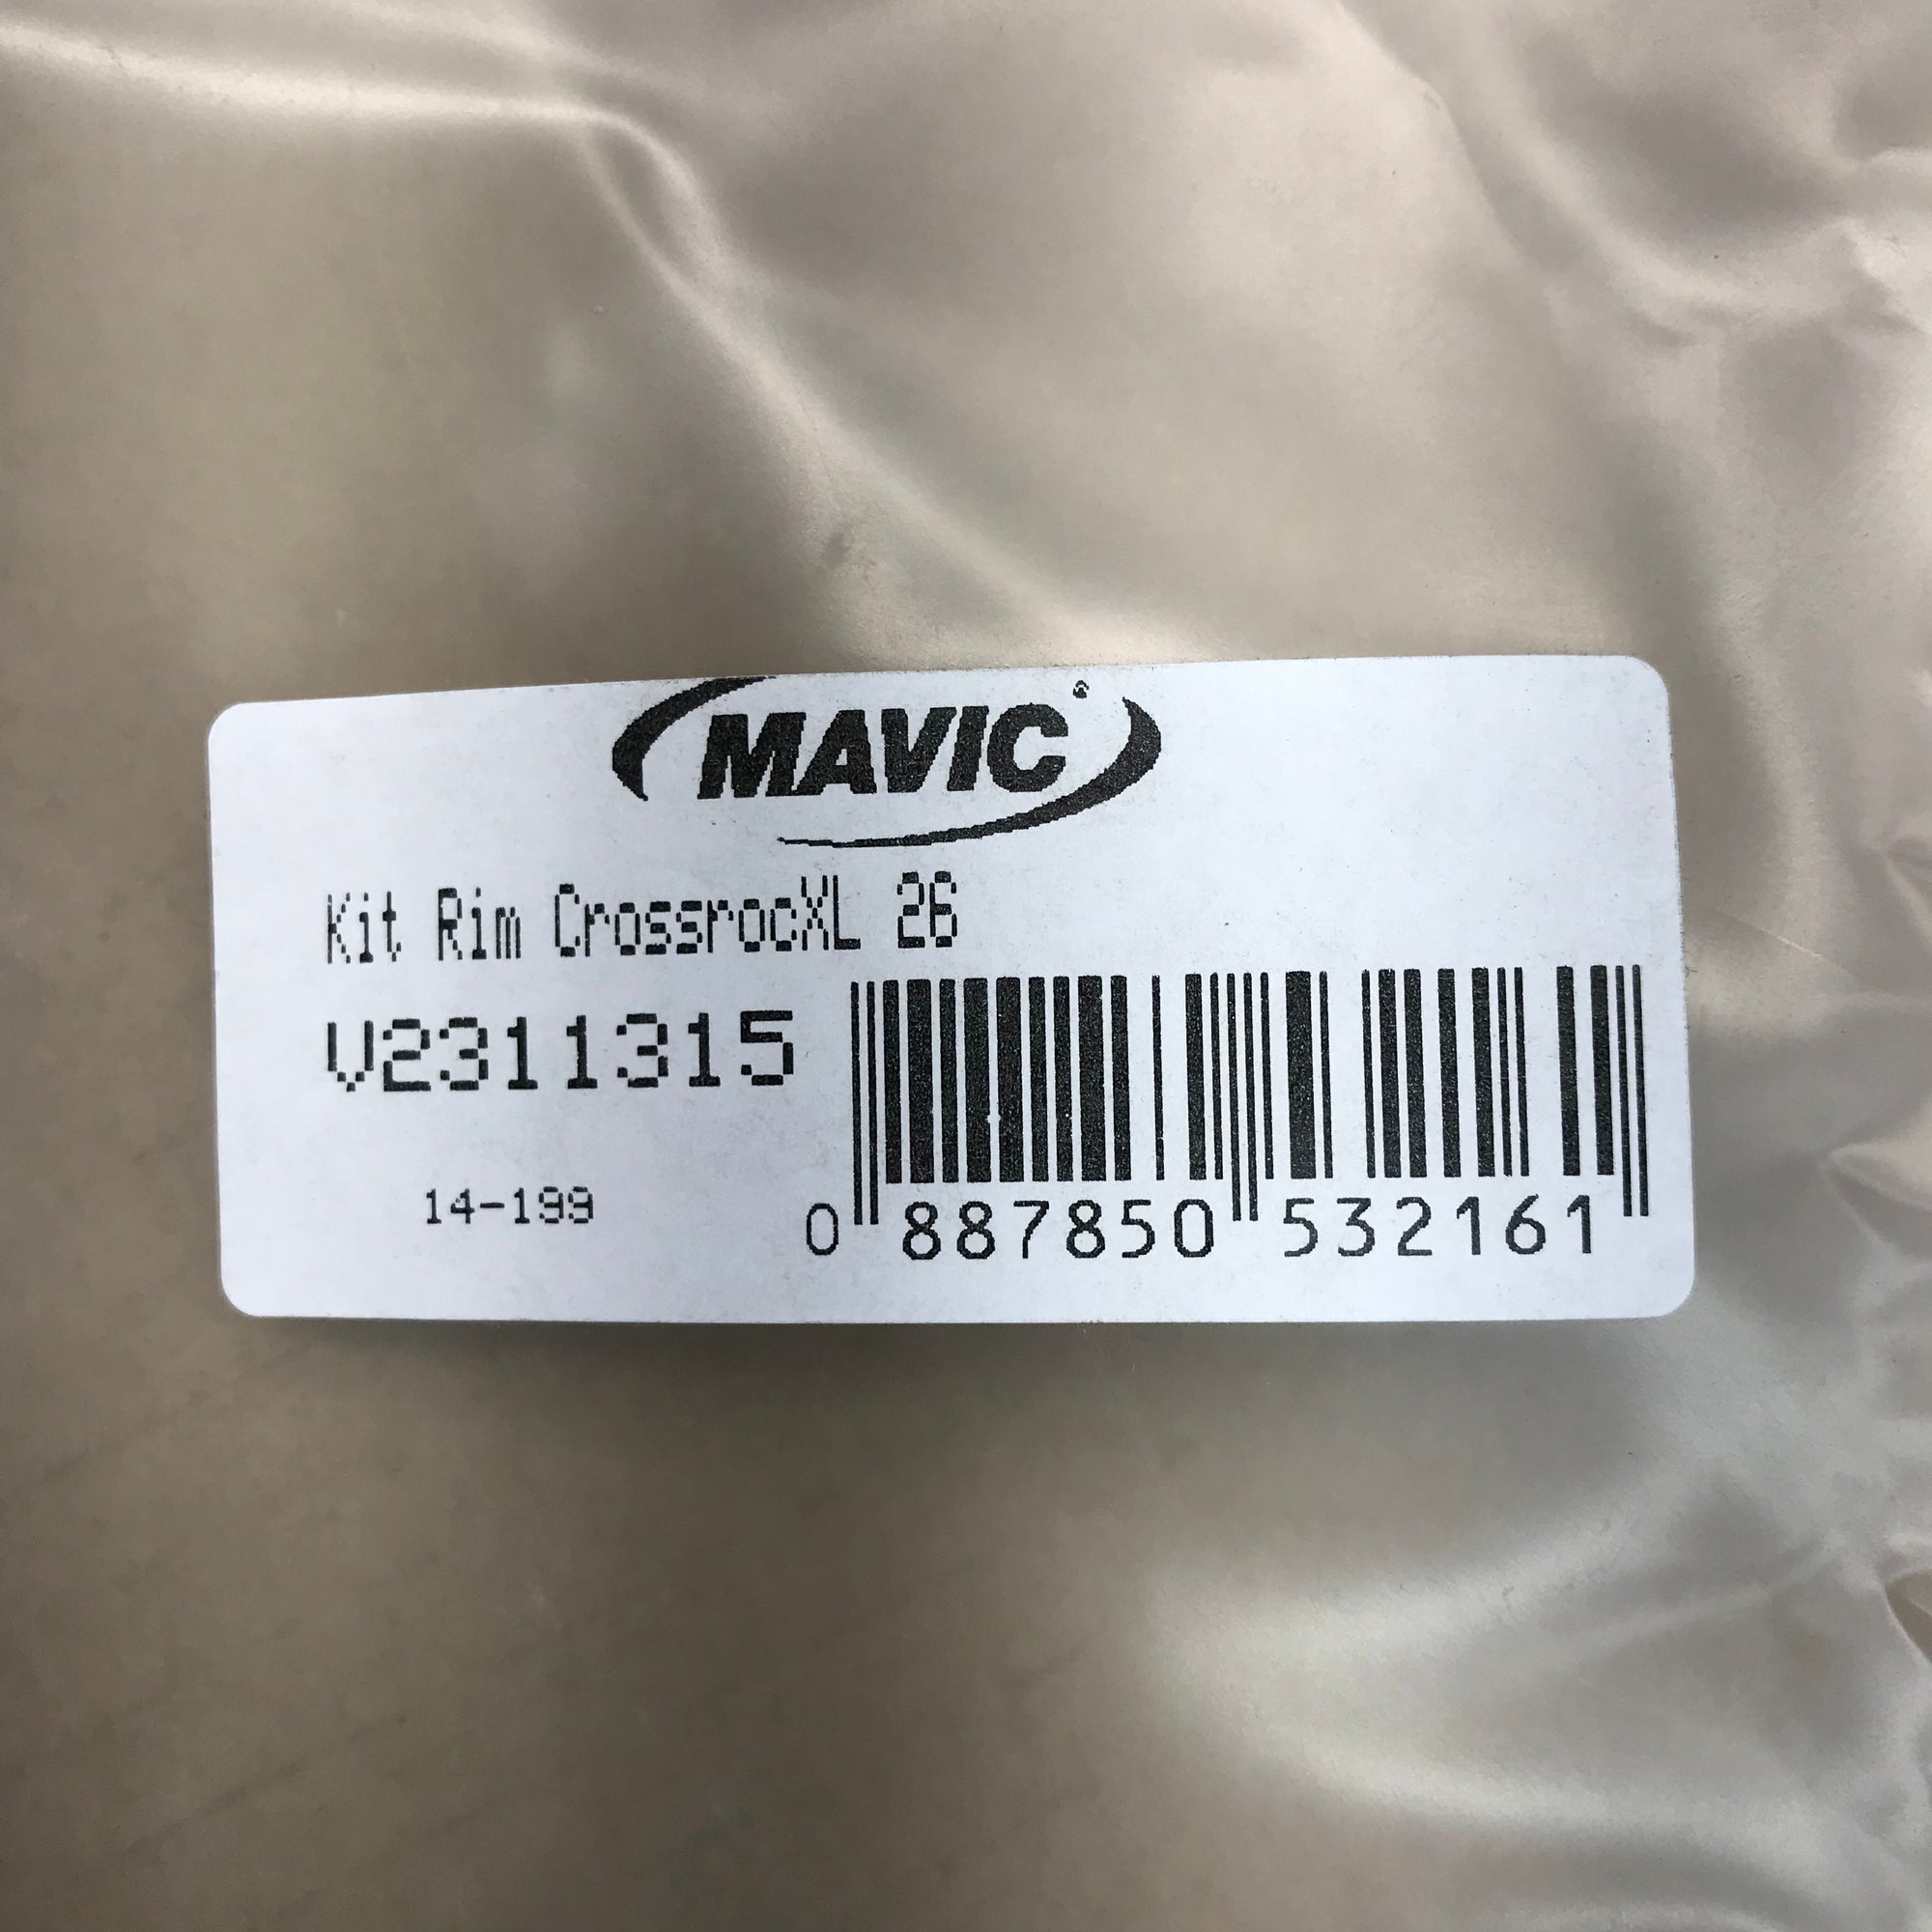 MAVIC®
Kit Rim CrossrocXL 26
V2311315
14-199
0 887850 532161